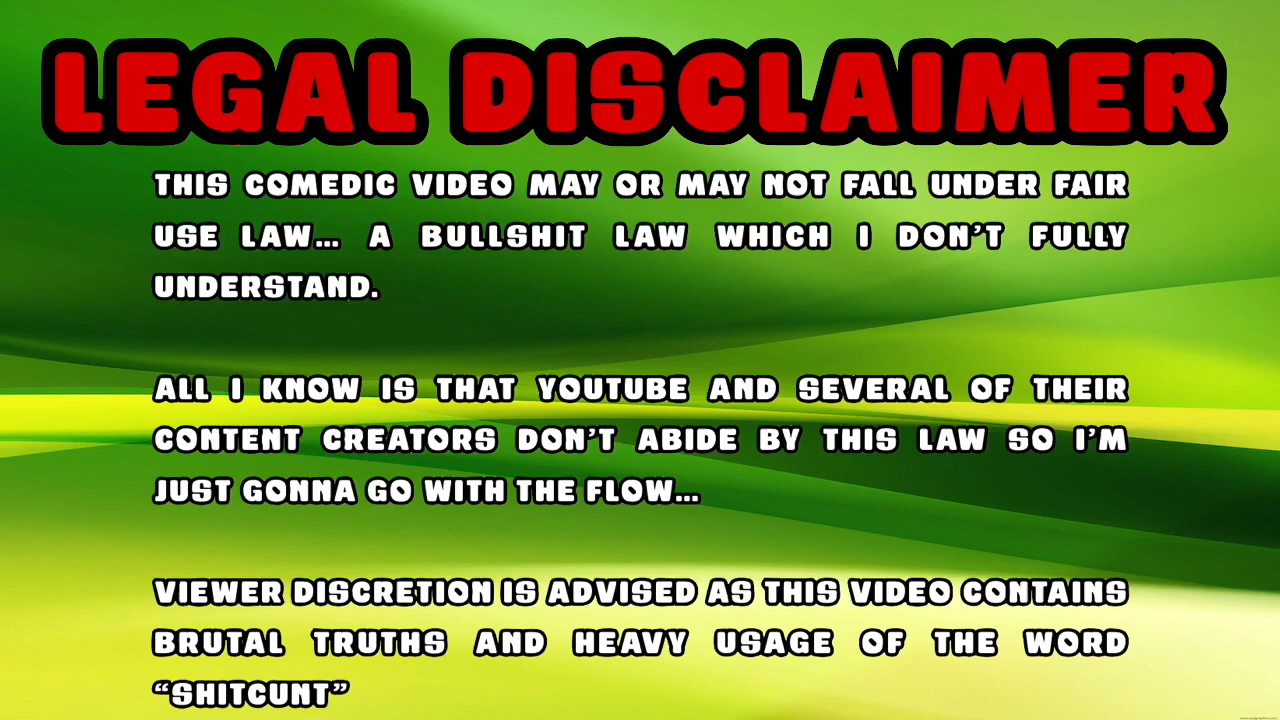 LEGAL DISCLAIMER
THIS COMEDIC VIDEO MAY OR MAY NOT FALL UNDER FAIR
USE LAW... A BULLSHIT LAW WHICH I DON'T FULLY
UNDERSTAND.
ALL I KNOW IS THAT YOUTUBE AND SEVERAL OF THEIR
CONTENT CREATORS DON'T ABIDE BY THIS LAW SO I'M
JUST GONNA GO WITH THE FLOW...
VIEWER DISCRETION IS ADVISED AS THIS VIDEO CONTAINS
BRUTAL TRUTHS AND HEAVY USAGE OF THE WORD
“SHITCUNT”